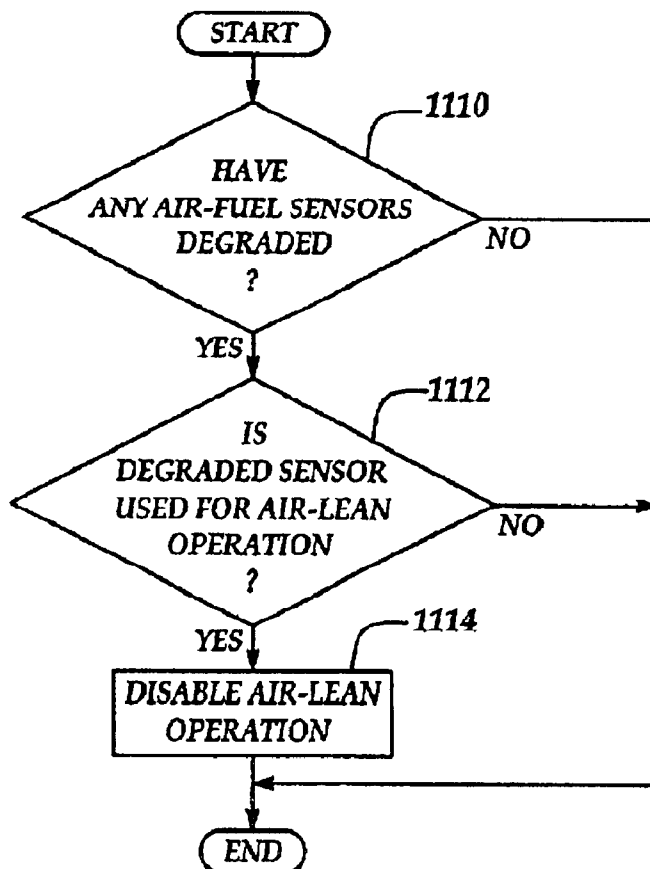 START
1110
HAVE
ANY AIR-FUEL SENSORS
DEGRADED
?
NO
YES
1112
IS
DEGRADED SENSOR
USED FOR AIR-LEAN
OPERATION
?
NO
YES
1114
DISABLE AIR-LEAN
OPERATION
END